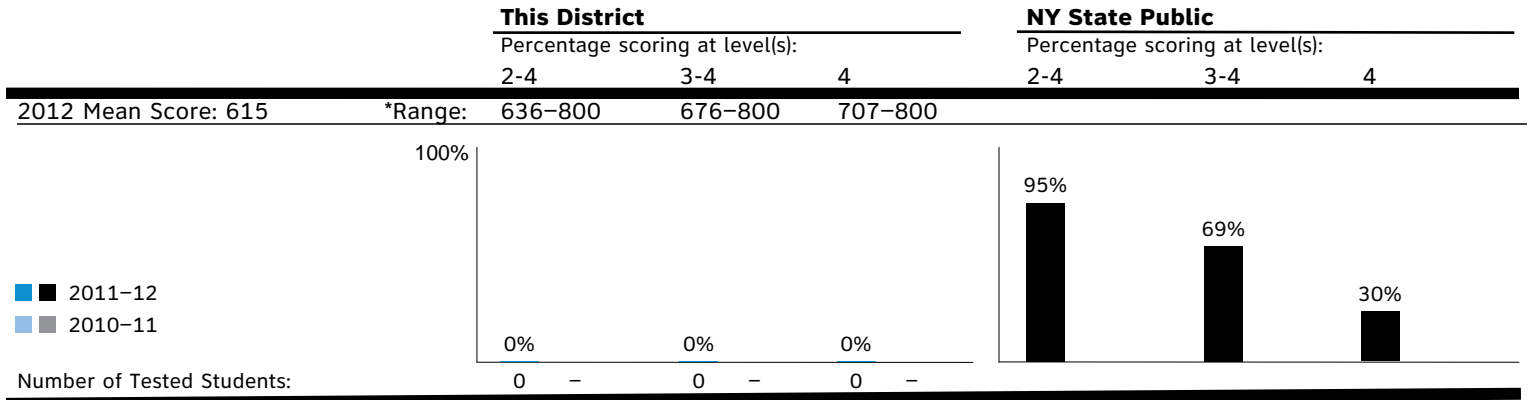 This District NY State Public
Percentage scoring at level(s): Percentage scoring at level(s):
2-4 3-4 4 2-4 3-4 4
2012 Mean Score: 615 *Range: 636–800 676–800 707–800
100%
95%
69%
30%
2011–12
2010–11
0% 0% 0%
Number of Tested Students: 0 – 0 – 0 –